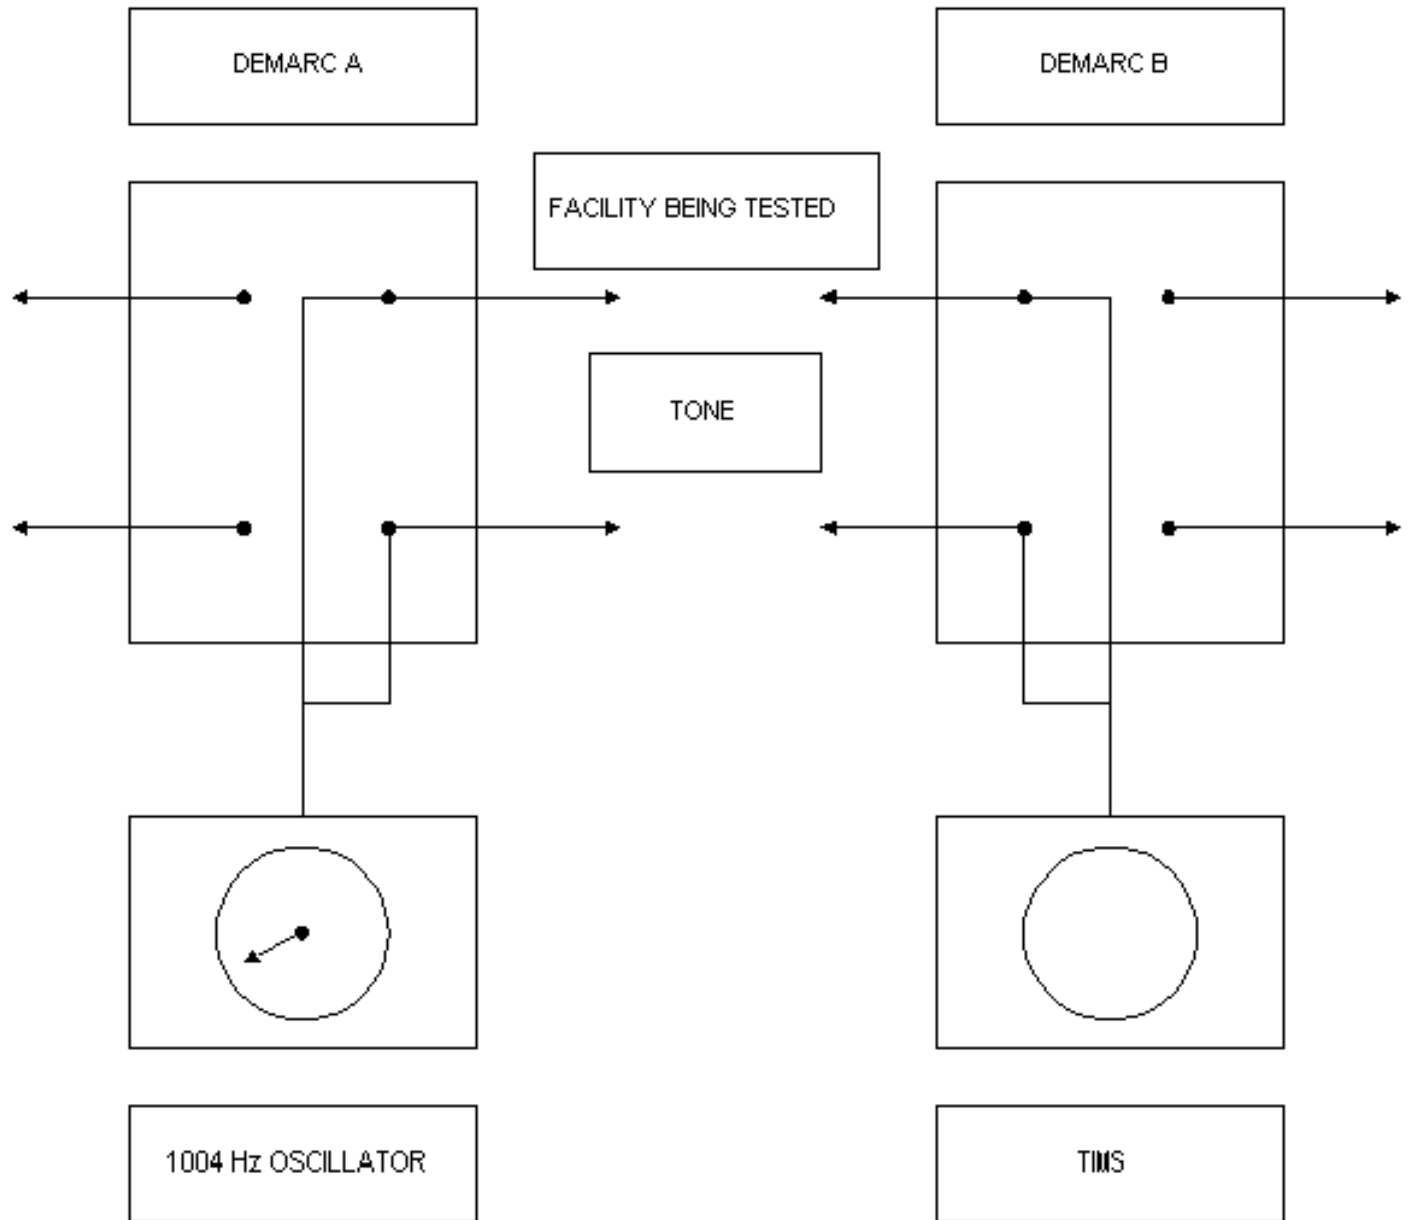 DEMARC A
DEMARC B
FACILITY BEING TESTED
TONE
1004 Hz OSCILLATOR
TIMS